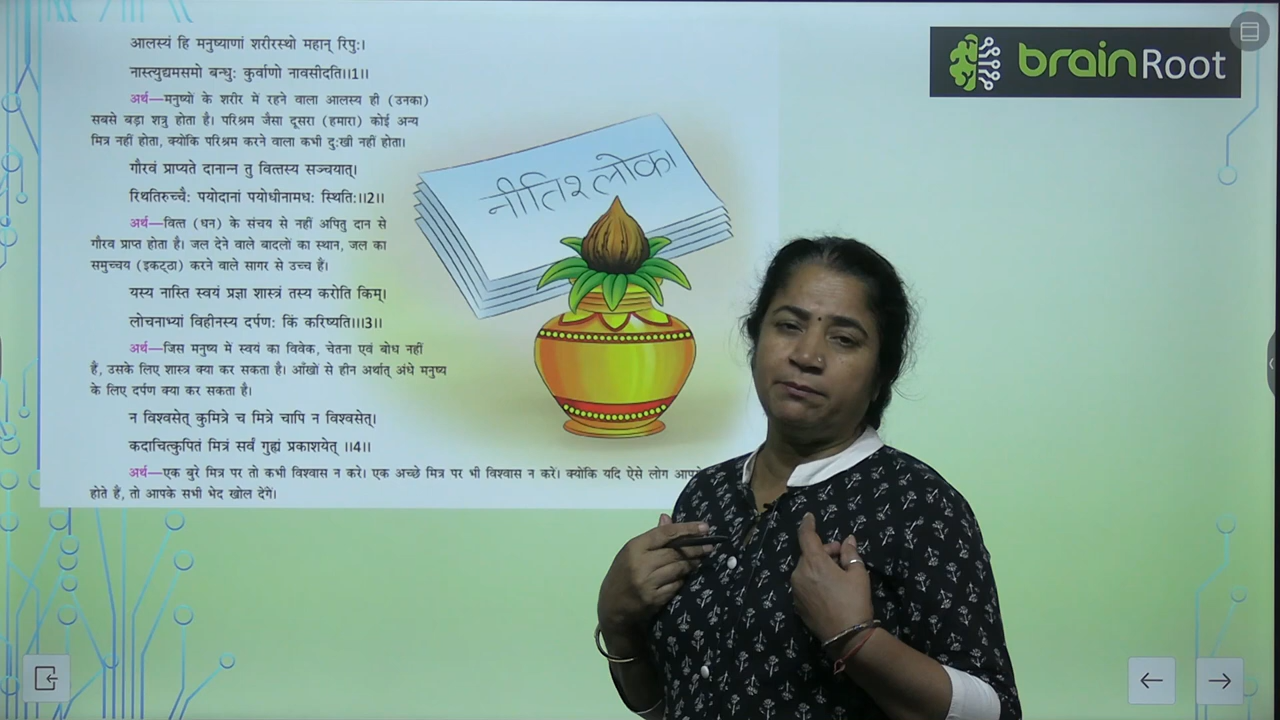 आलस्यं हि मनुष्याणां शरीरस्थो महान् रिपुः।
नास्त्युद्यमसमो बन्धुः कुर्वाणो नावसीदति।।1।।
अर्थ—मनुष्यों के शरीर में रहने वाला आलस्य ही (उनका)
सबसे बड़ा शत्रु होता है। परिश्रम जैसा दूसरा (हमारा) कोई अन्य
मित्र नहीं होता, क्योंकि परिश्रम करने वाला कभी दुःखी नहीं होता।
गौरवं प्राप्यते दानान्न तु वित्तस्य सञ्चयात्।
स्थितिरुच्चैः पयोदानां पयोधीनामधः स्थितिः।।2।।
अर्थ—वित्त (धन) के संचय से नहीं अपितु दान से
गौरव प्राप्त होता है। जल देने वाले बादलों का स्थान, जल का
समुच्चय (इकट्ठा) करने वाले सागर से उच्च हैं।
यस्य नास्ति स्वयं प्रज्ञा शास्त्रं तस्य करोति किम्।
लोचनाभ्यां विहीनस्य दर्पणः किं करिष्यति।।।3।।
अर्थ—जिस मनुष्य में स्वयं का विवेक, चेतना एवं बोध नहीं
है, उसके लिए शास्त्र क्या कर सकता है। आँखों से हीन अर्थात् अंधे मनुष्य
के लिए दर्पण क्या कर सकता है।
न विश्वसेत् कुमित्रे च मित्रे चापि न विश्वसेत्।
कदाचित्कुपितं मित्रं सर्वं गुह्यं प्रकाशयेत् ।।4।।
अर्थ—एक बुरे मित्र पर तो कभी विश्वास न करे। एक अच्छे मित्र पर भी विश्वास न करें। क्योंकि यदि ऐसे लोग
होते है, तो आपके सभी भेद खोल देगें।
नीतिश्लोका
brainRoot